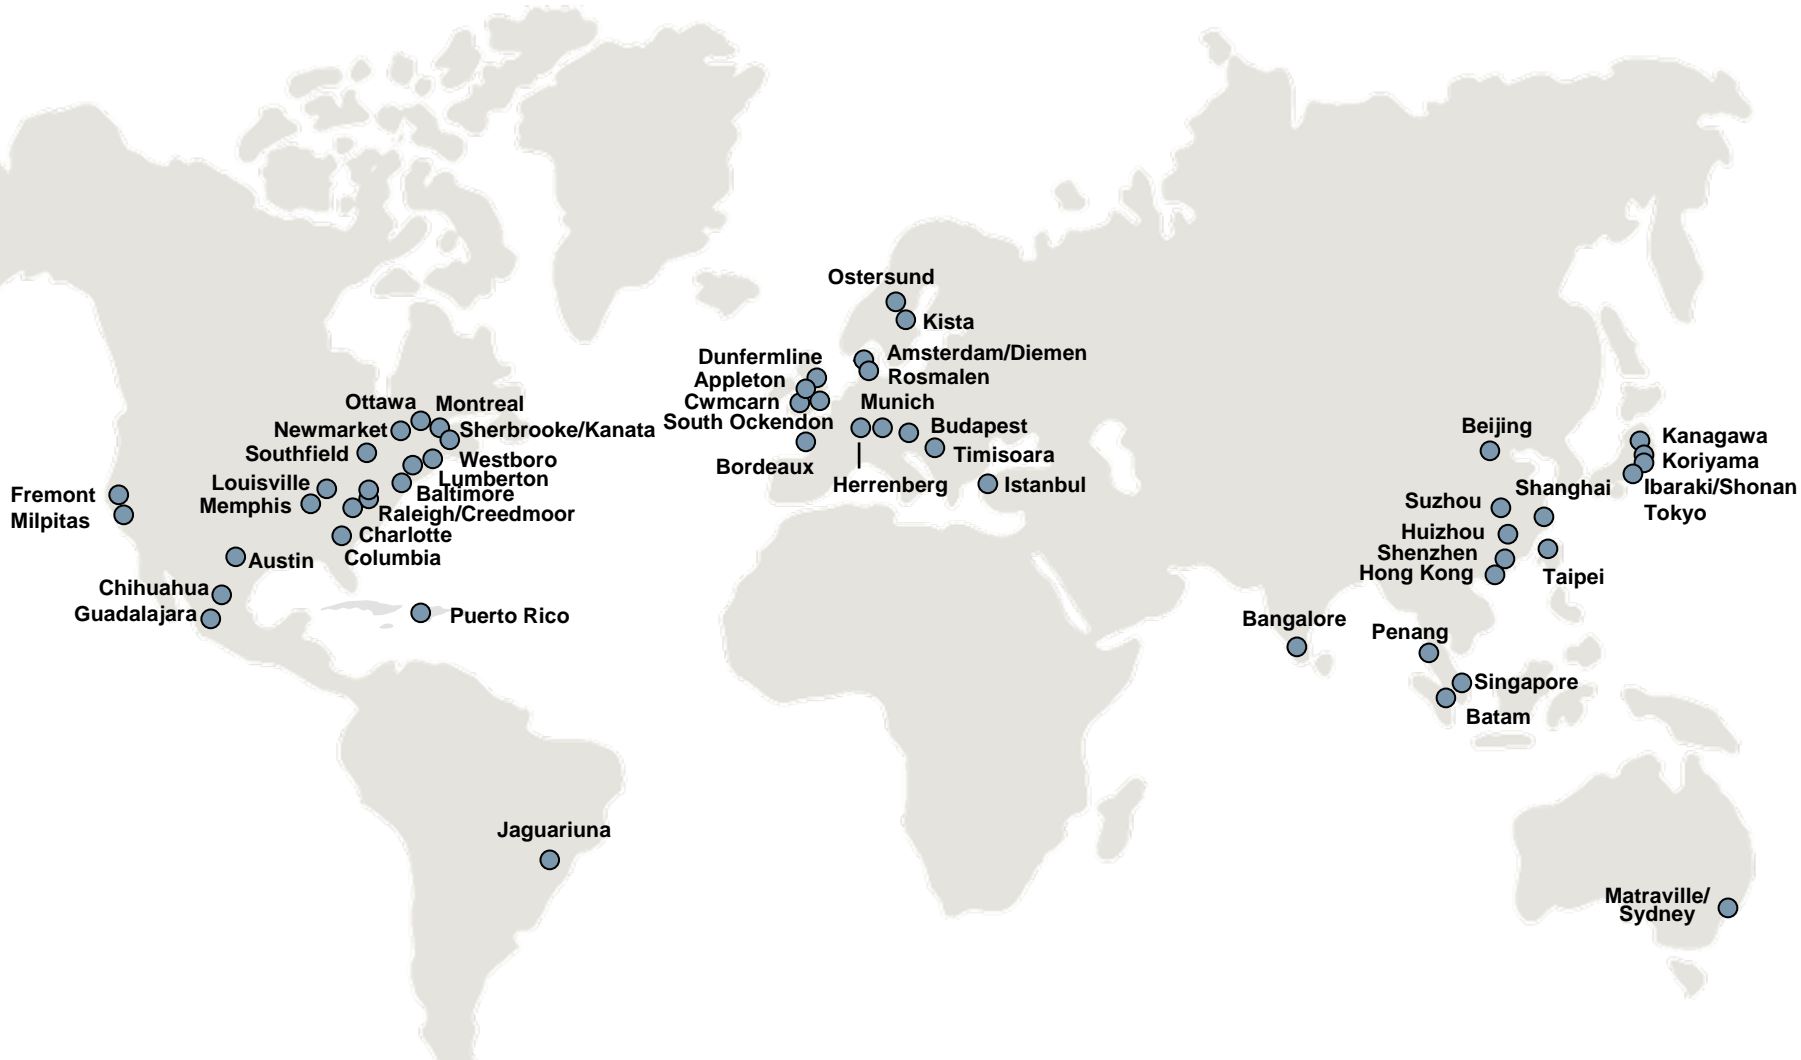 Ostersund
Kista
Dunfermline
Amsterdam/Diemen
Appleton
Rosmalen
Cwmcarn
Munich
South Ockendon
Budapest
Bordeaux
Timisoara
Herrenberg
Istanbul
Ottawa
Montreal
Newmarket
Sherbrooke/Kanata
Southfield
Westboro
Louisville
Lumberton
Memphis
Baltimore
Raleigh/Creedmoor
Charlotte
Columbia
Fremont
Milpitas
Austin
Chihuahua
Guadalajara
Puerto Rico
Jaguariuna
Beijing
Kanagawa
Koriyama
Ibaraki/Shonan
Tokyo
Shanghai
Suzhou
Huizhou
Shenzhen
Hong Kong
Taipei
Bangalore
Penang
Singapore
Batam
Matraville/
Sydney